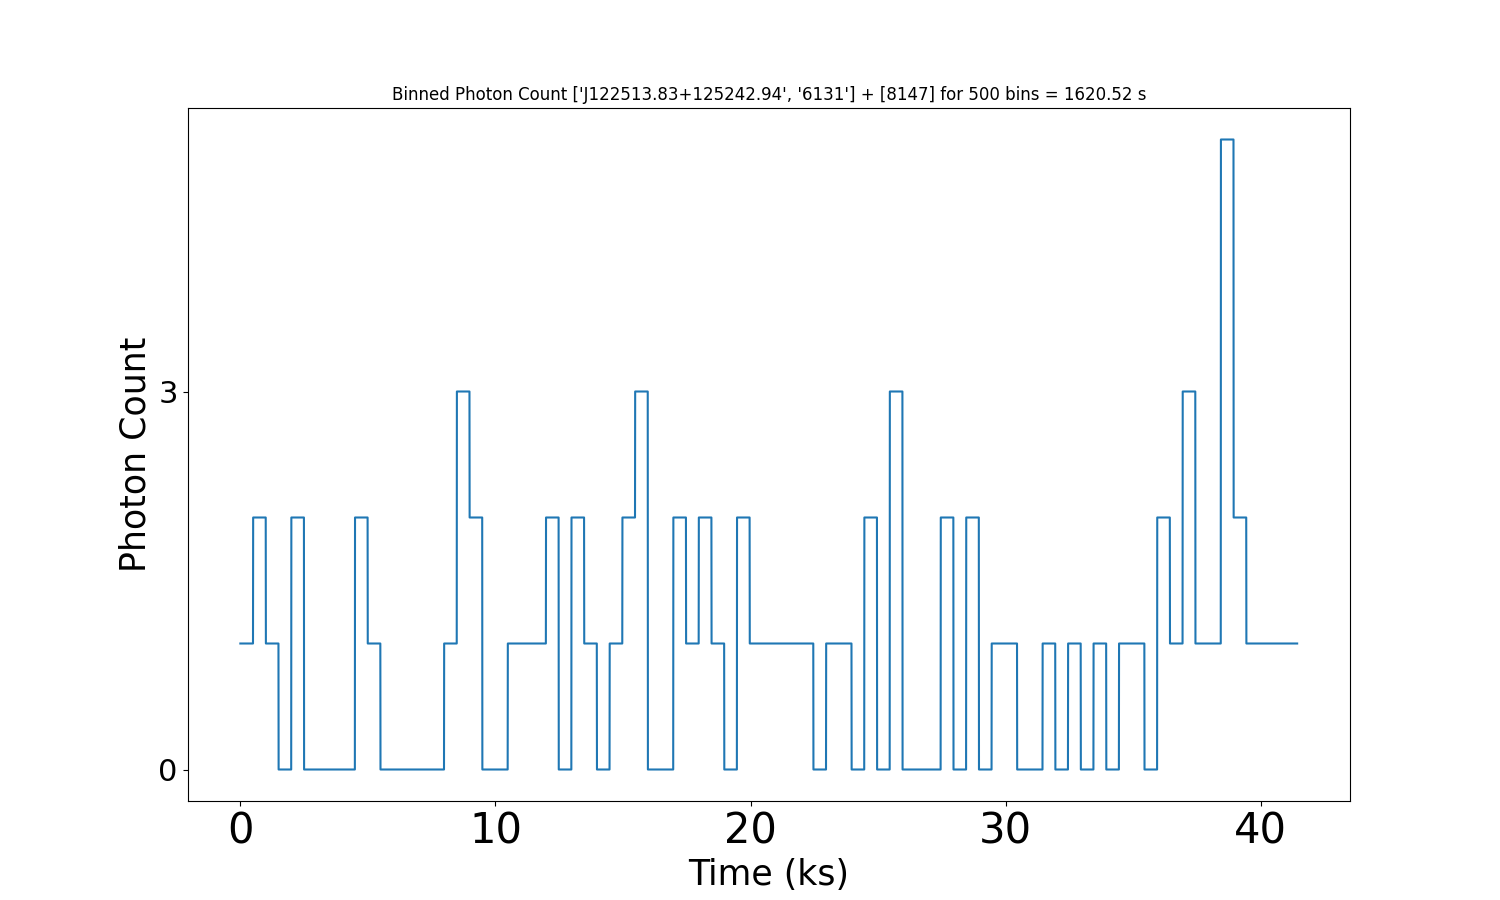 Binned Photon Count ['J122513.83+125242.94', '6131'] + [8147] for 500 bins = 1620.52 s
Photon Count
3
0
0 10 20 30 40
Time (ks)